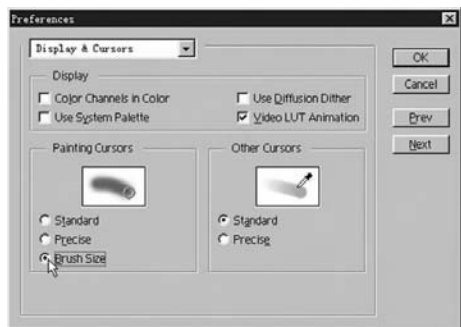 Preferences
Display & Cursors
OK
Cancel
Prev
Next
Display
Color Channels in Color
Use Diffusion Dither
Use System Palette
Video LUT Animation
Painting Cursors
Other Cursors
Standard
Standard
Precise
Precise
Brush Size